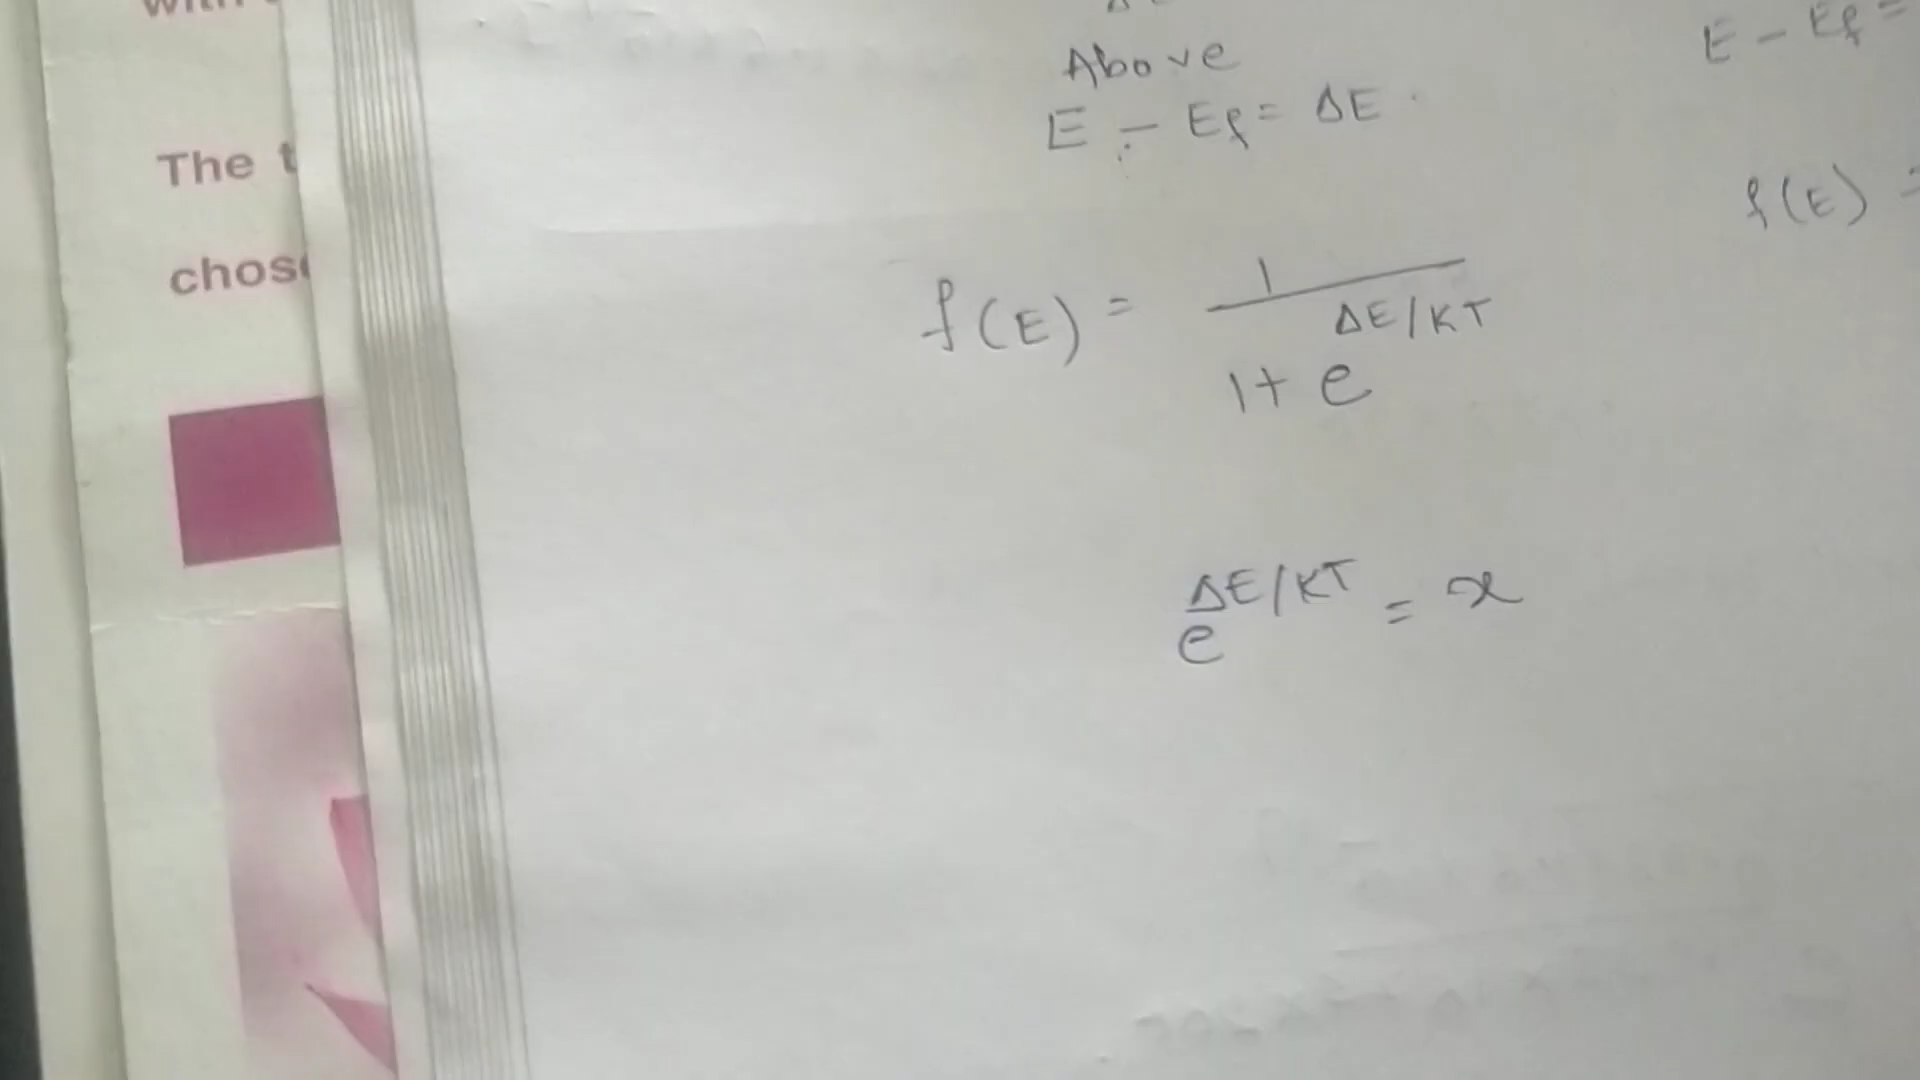 Above
E - Ef = ΔE
E - Ef =
The
f(E) =
chos
f(E) = 1 / (1 + e^(ΔE/KT))
e^(ΔE/KT) = x